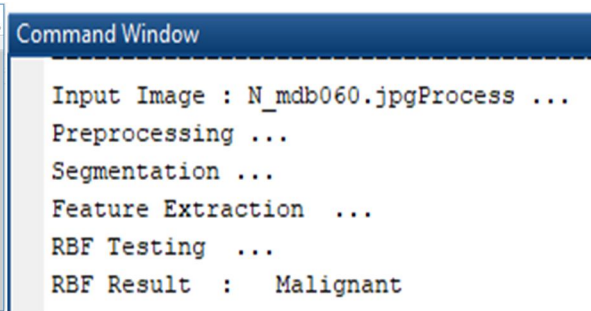 Command Window
Input Image : N_mdb060.jpgProcess ...
Preprocessing ...
Segmentation ...
Feature Extraction  ...
RBF Testing  ...
RBF Result  :   Malignant